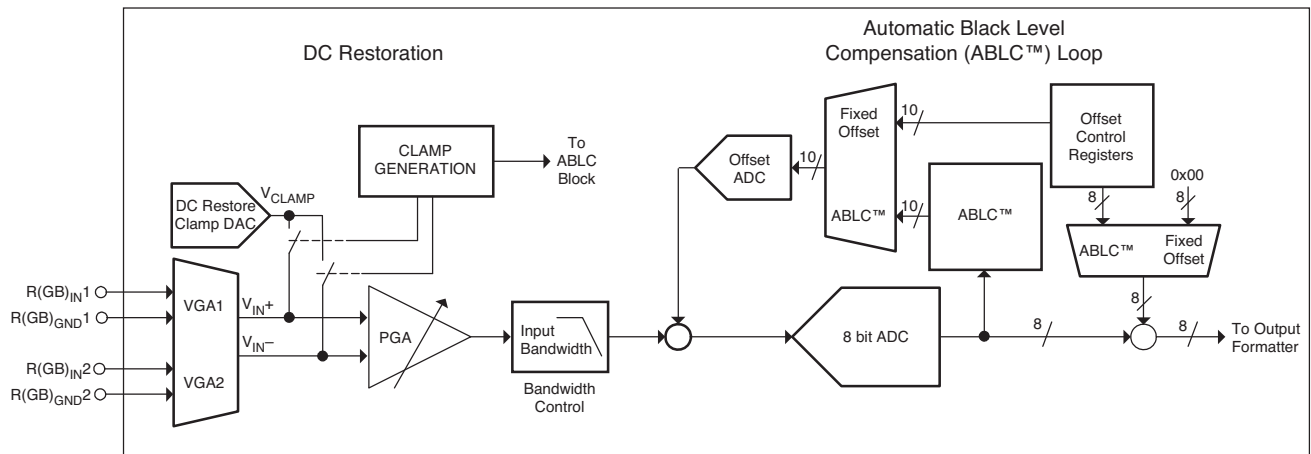 DC Restoration
Automatic Black Level
Compensation (ABLC™) Loop
CLAMP
GENERATION
To
ABLC
Block
DC Restore
Clamp DAC
VCLAMP
Offset
ADC
10
Fixed
Offset
ABLC™
10
10
ABLC™
Offset
Control
Registers
8
0x00
8
ABLC™
Fixed
Offset
8
R(GB)IN1
R(GB)GND1
R(GB)IN2
R(GB)GND2
VGA1
VGA2
VIN+
VIN–
PGA
Input
Bandwidth
Bandwidth
Control
8 bit ADC
8
8
To Output
Formatter